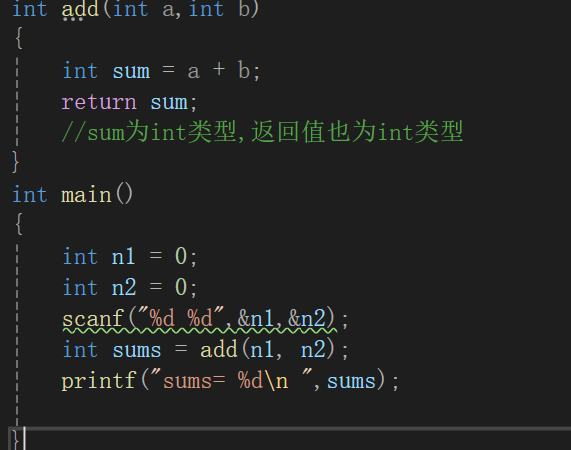 int add(int a,int b)
{
    int sum = a + b;
    return sum;
    //sum为int类型,返回值也为int类型
}
int main()
{
    int n1 = 0;
    int n2 = 0;
    scanf("%d %d",&n1,&n2);
    int sums = add(n1, n2);
    printf("sums= %d\n ",sums);
}